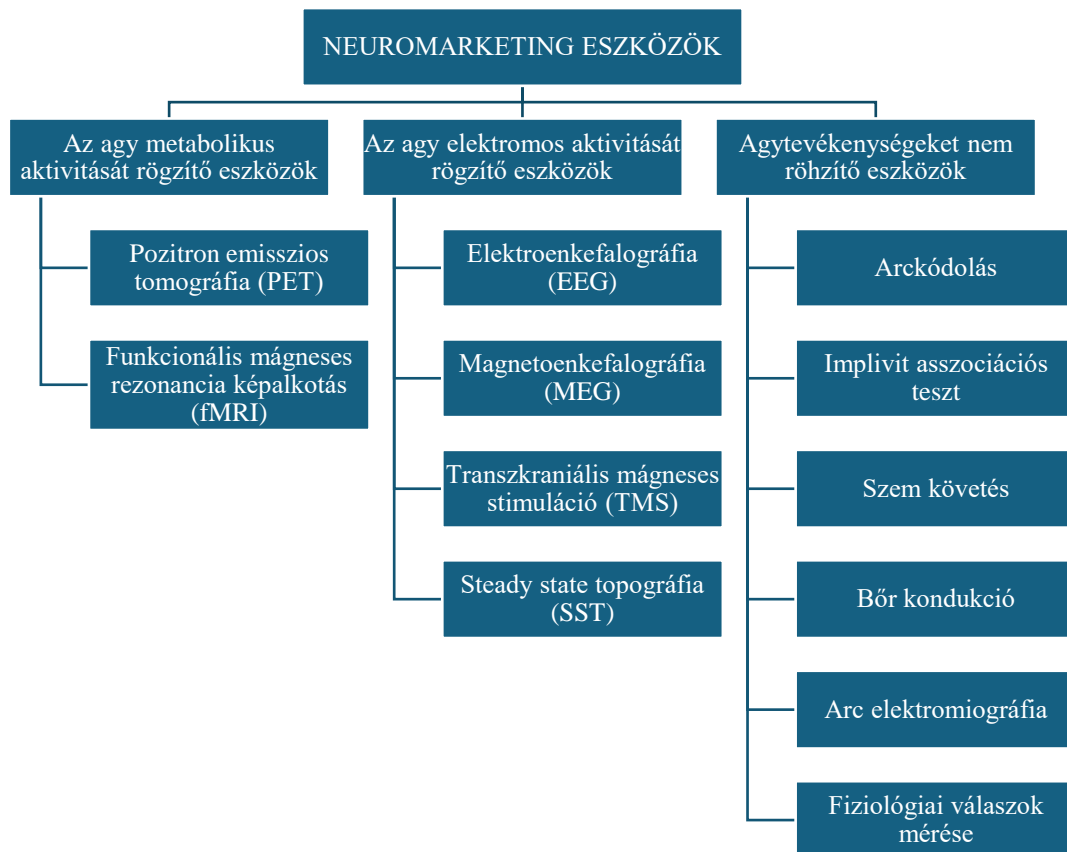 NEUROMARKETING ESZKÖZÖK
Az agy metabolikus
aktivitását rögzítő eszközök
Pozitron emisszios
tomográfia (PET)
Funkcionális mágneses
rezonancia képalkotás
(fMRI)
Az agy elektromos aktivitását
rögzítő eszközök
Elektroenkefalográfia
(EEG)
Magnetoenkefalográfia
(MEG)
Transzkraniális mágneses
stimuláció (TMS)
Steady state topográfia
(SST)
Agytevékenységeket nem
röhzítő eszközök
Arckódolás
Implivit asszociációs
teszt
Szem követés
Bőr kondukció
Arc elektromiográfia
Fiziológiai válaszok
mérése